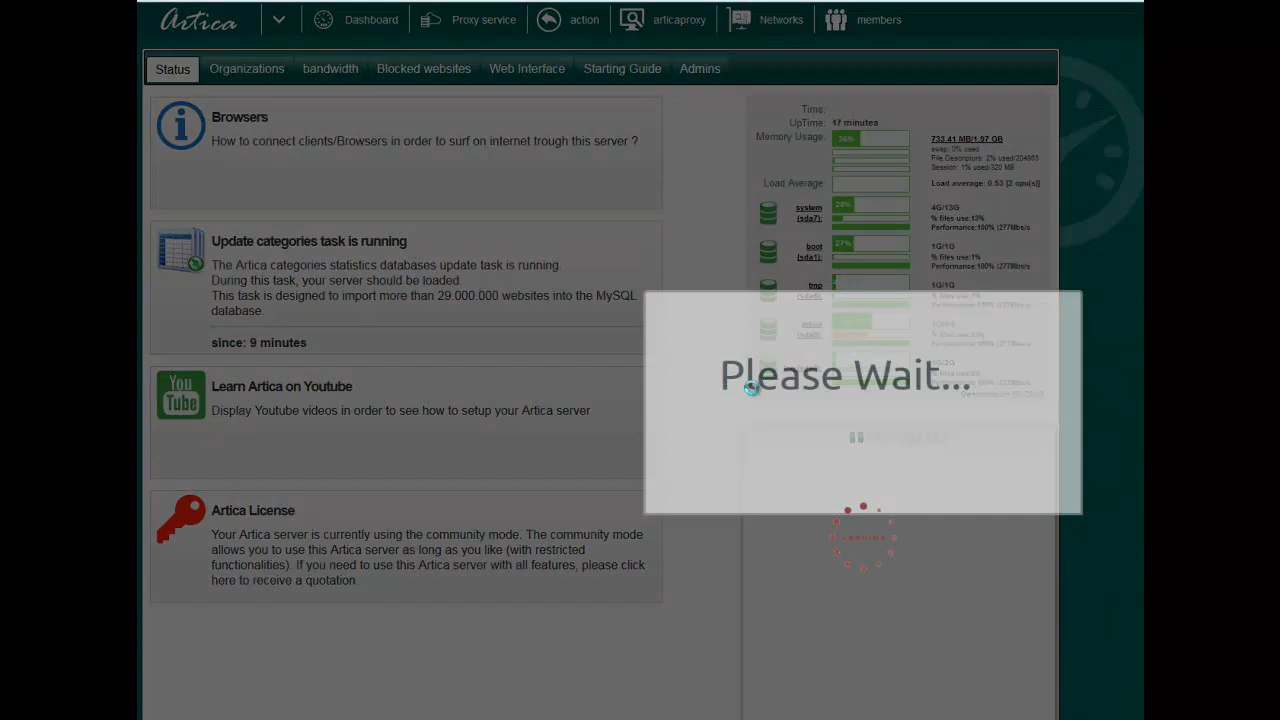 Artica
Dashboard
Proxy service
action
articaproxy
Networks
members
Status
Organizations
bandwidth
Blocked websites
Web Interface
Starting Guide
Admins
Browsers
How to connect clients/Browsers in order to surf on internet trough this server ?
Update categories task is running
The Artica categories statistics databases update task is running.
During this task, your server should be loaded.
This task is designed to import more than 29.000.000 websites into the MySQL
database.
since: 9 minutes
You
Tube
Learn Artica on Youtube
Display Youtube videos in order to see how to setup your Artica server
Artica License
Your Artica server is currently using the community mode. The community mode
allows you to use this Artica server as long as you like (with restricted
functionalities). If you need to use this Artica server with all features, please click
here to receive a quotation
Time:
UpTime: 17 minutes
Memory Usage: 36% 733.41 MB/1.97 GB
swap: 0% used
File Descriptors: 2% used/204863
Session: 1% used/320 MB
Load Average: Load average: 0.53 [2 cpu(s)]
system
(sda7):
28%
4G/13G
% files use:13%
Performance:100% (277Mb/s
boot
(sda1):
27%
1G/1G
% files use:1%
Performance:100% (277Mb/s
tmp
1G/1G
Please Wait...
LOADING